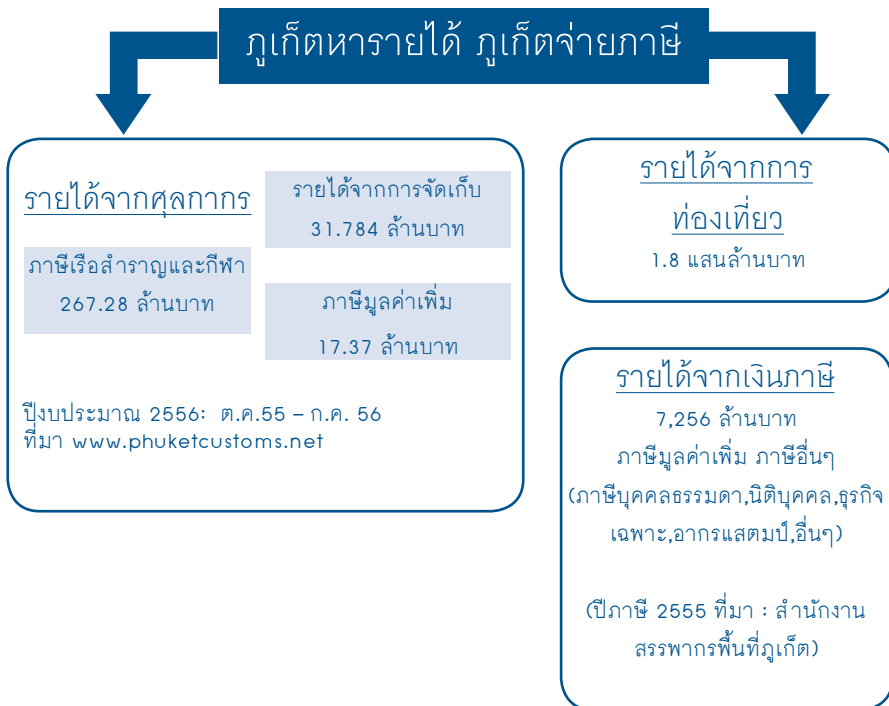 ภูเก็ตหารายได้ ภูเก็ตจ่ายภาษี
รายได้จากศุลกากร
ภาษีเรือสำราญและกีฬา
267.28 ล้านบาท
รายได้จากการจัดเก็บ
31.784 ล้านบาท
ภาษีมูลค่าเพิ่ม
17.37 ล้านบาท
ปีงบประมาณ 2556: ต.ค.55 – ก.ค. 56
ที่มา www.phuketcustoms.net
รายได้จากการ
ท่องเที่ยว
1.8 แสนล้านบาท
รายได้จากเงินภาษี
7,256 ล้านบาท
ภาษีมูลค่าเพิ่ม ภาษีอื่นๆ
(ภาษีบุคคลธรรมดา,นิติบุคคล,ธุรกิจ
เฉพาะ,อากรแสตมป์,อื่นๆ)
(ปีภาษี 2555 ที่มา : สำนักงาน
สรรพากรพื้นที่ภูเก็ต)